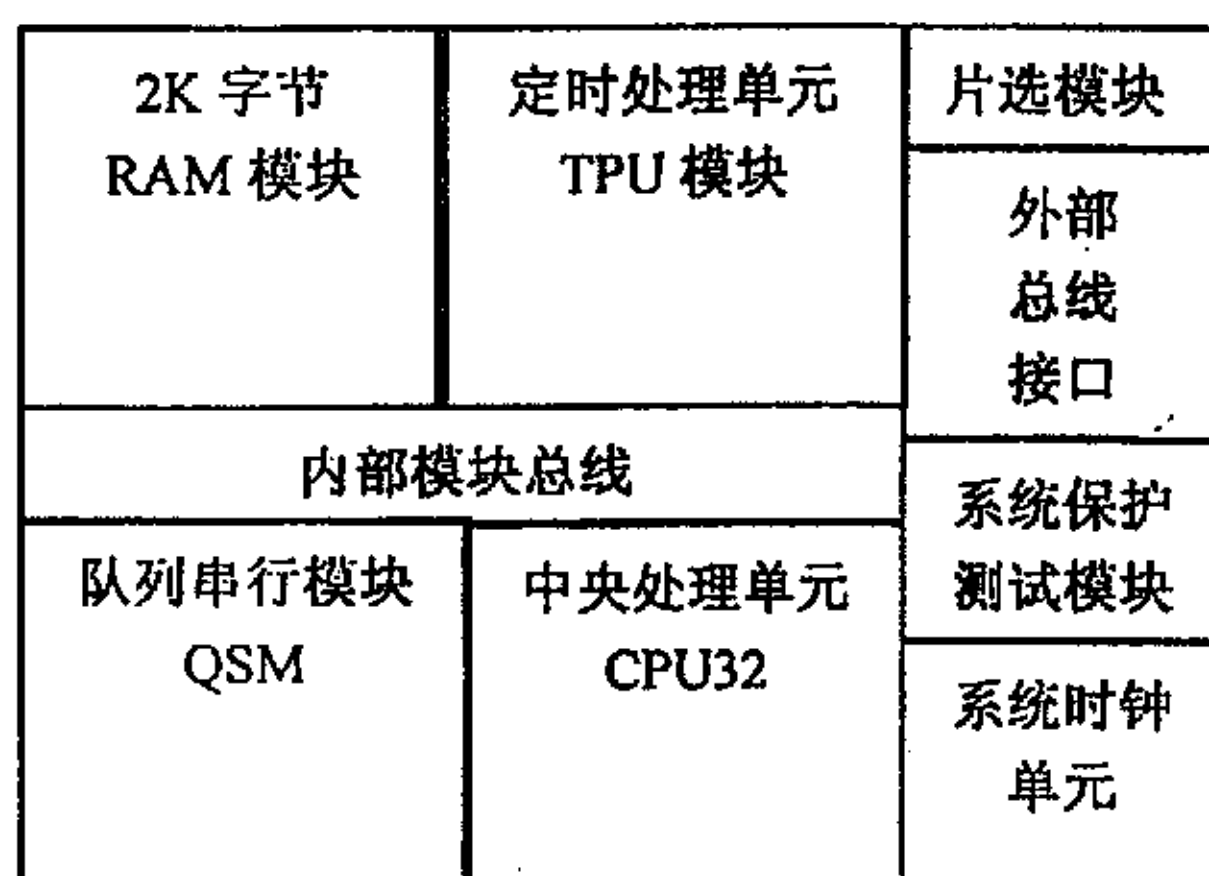 2K 字节
RAM 模块
定时处理单元
TPU 模块
片选模块
外部
总线
接口
内部模块总线
系统保护
测试模块
队列串行模块
QSM
中央处理单元
CPU32
系统时钟
单元